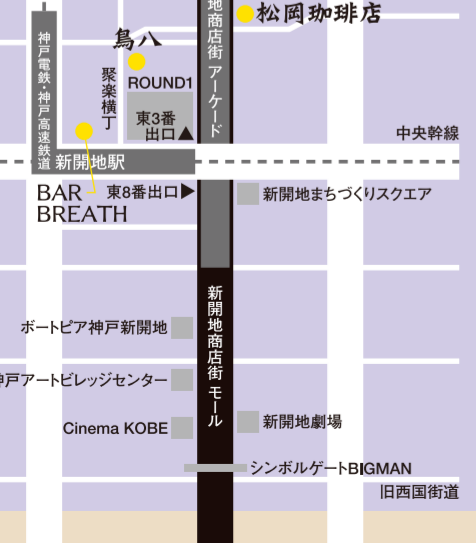 地商店街 アーケード
松岡珈琲店
鳥八
神戸電鉄・神戸高速鉄道
聚楽横丁
ROUND1
東3番
出口▲
中央幹線
新開地駅
BAR
BREATH
東8番出口▶
新開地まちづくりスクエア
新開地商店街 モール
ボートピア神戸新開地
戸アートビレッジセンター
Cinema KOBE
新開地劇場
シンボルゲートBIGMAN
旧西国街道